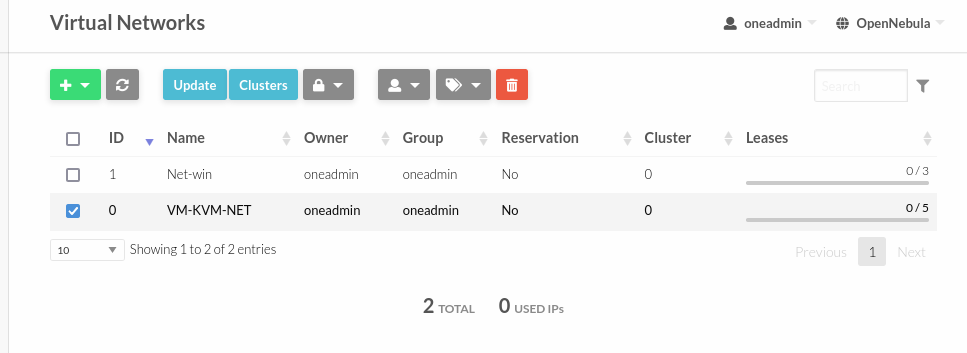 Virtual Networks oneadmin OpenNebula
Update Clusters Search
ID Name Owner Group Reservation Cluster Leases
1 Net-win oneadmin oneadmin No 0 0 / 3
0 VM-KVM-NET oneadmin oneadmin No 0 0 / 5
10 Showing 1 to 2 of 2 entries Previous 1 Next
2 TOTAL 0 USED IPs